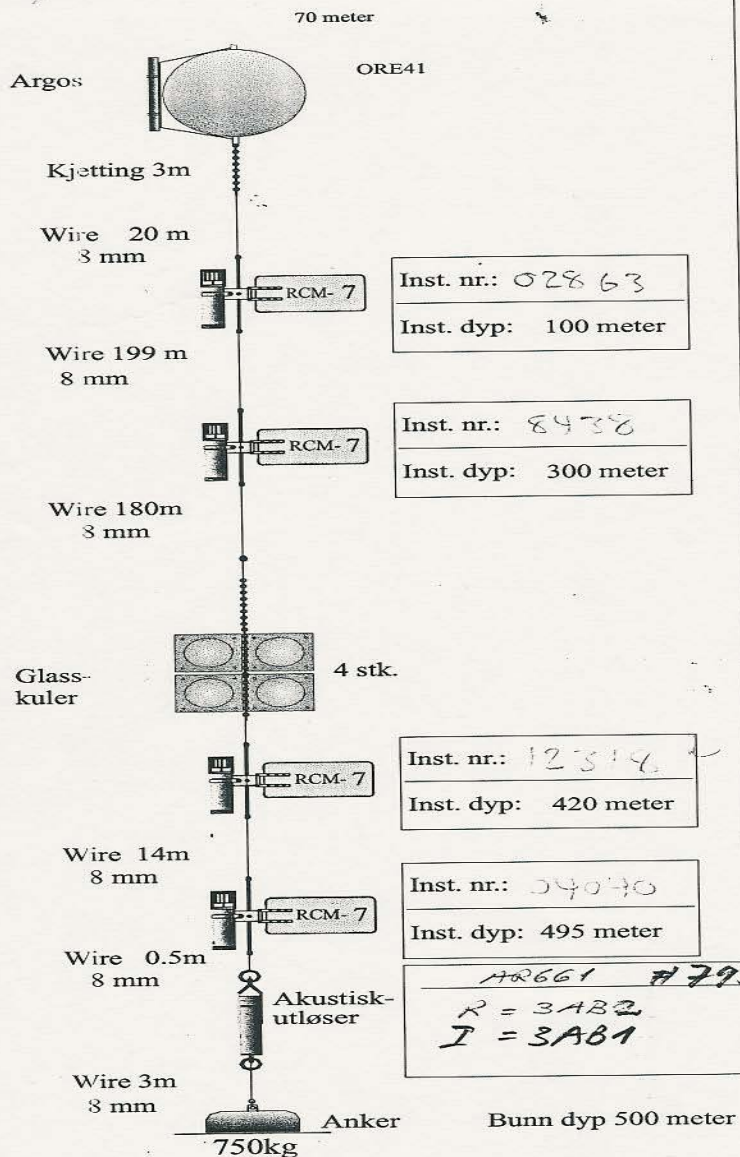 70 meter
Argos
ORE41
Kjetting 3m
Wire 20 m
8 mm
RCM-7
Inst. nr.: 02863
Inst. dyp: 100 meter
Wire 199 m
8 mm
RCM-7
Inst. nr.: 8438
Inst. dyp: 300 meter
Wire 180m
8 mm
Glass-
kuler
4 stk.
RCM-7
Inst. nr.: 12318
Inst. dyp: 420 meter
Wire 14m
8 mm
RCM-7
Inst. nr.: 04040
Inst. dyp: 495 meter
Wire 0.5m
8 mm
Akustisk-
utløser
AR661 #79
R = 3AB2
I = 3AB1
Wire 3m
8 mm
Anker
Bunn dyp 500 meter
750kg